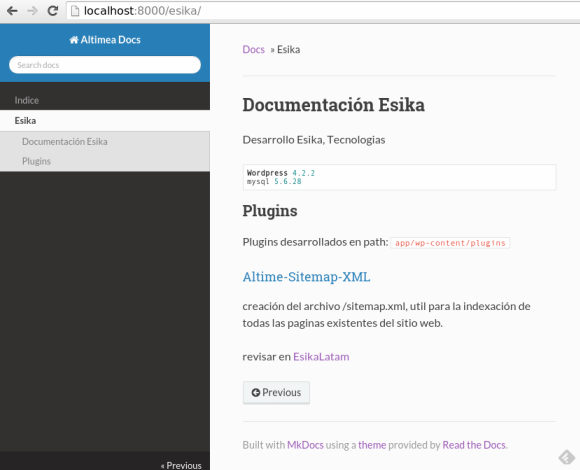 localhost:8000/esika/
Altimea Docs
Search docs
Indice
Esika
Documentación Esika
Plugins
« Previous
Docs » Esika
Documentación Esika
Desarrollo Esika, Tecnologias
Wordpress 4.2.2
mysql 5.6.28
Plugins
Plugins desarrollados en path: app/wp-content/plugins
Altime-Sitemap-XML
creación del archivo /sitemap.xml, util para la indexación de
todas las paginas existentes del sitio web.
revisar en EsikaLatam
Previous
Built with MkDocs using a theme provided by Read the Docs.